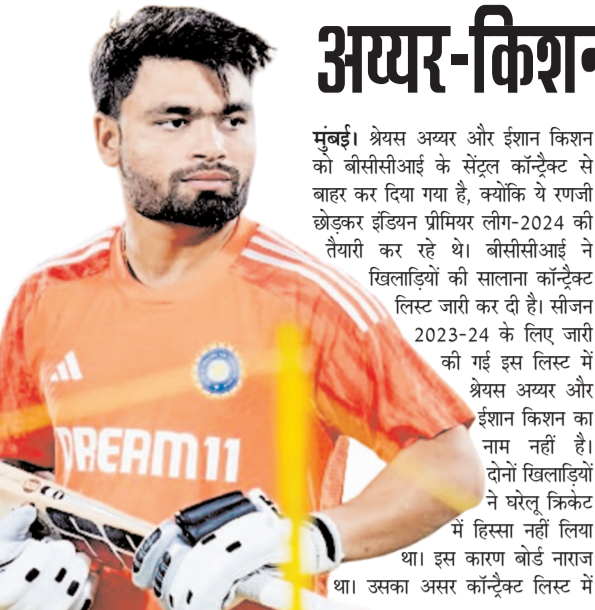 अय्यर-किशन
मुंबई। श्रेयस अय्यर और ईशान किशन
को बीसीसीआई के सेंट्रल कॉन्ट्रैक्ट से
बाहर कर दिया गया है, क्योंकि ये रणजी
छोड़कर इंडियन प्रीमियर लीग-2024 की
तैयारी कर रहे थे। बीसीसीआई ने
खिलाड़ियों की सालाना कॉन्ट्रैक्ट
लिस्ट जारी कर दी है। सीजन
2023-24 के लिए जारी
की गई इस लिस्ट में
श्रेयस अय्यर और
ईशान किशन का
नाम नहीं है।
दोनों खिलाड़ियों
ने घरेलू क्रिकेट
में हिस्सा नहीं लिया
था। इस कारण बोर्ड नाराज
था। उसका असर कॉन्ट्रैक्ट लिस्ट में
DREAM11